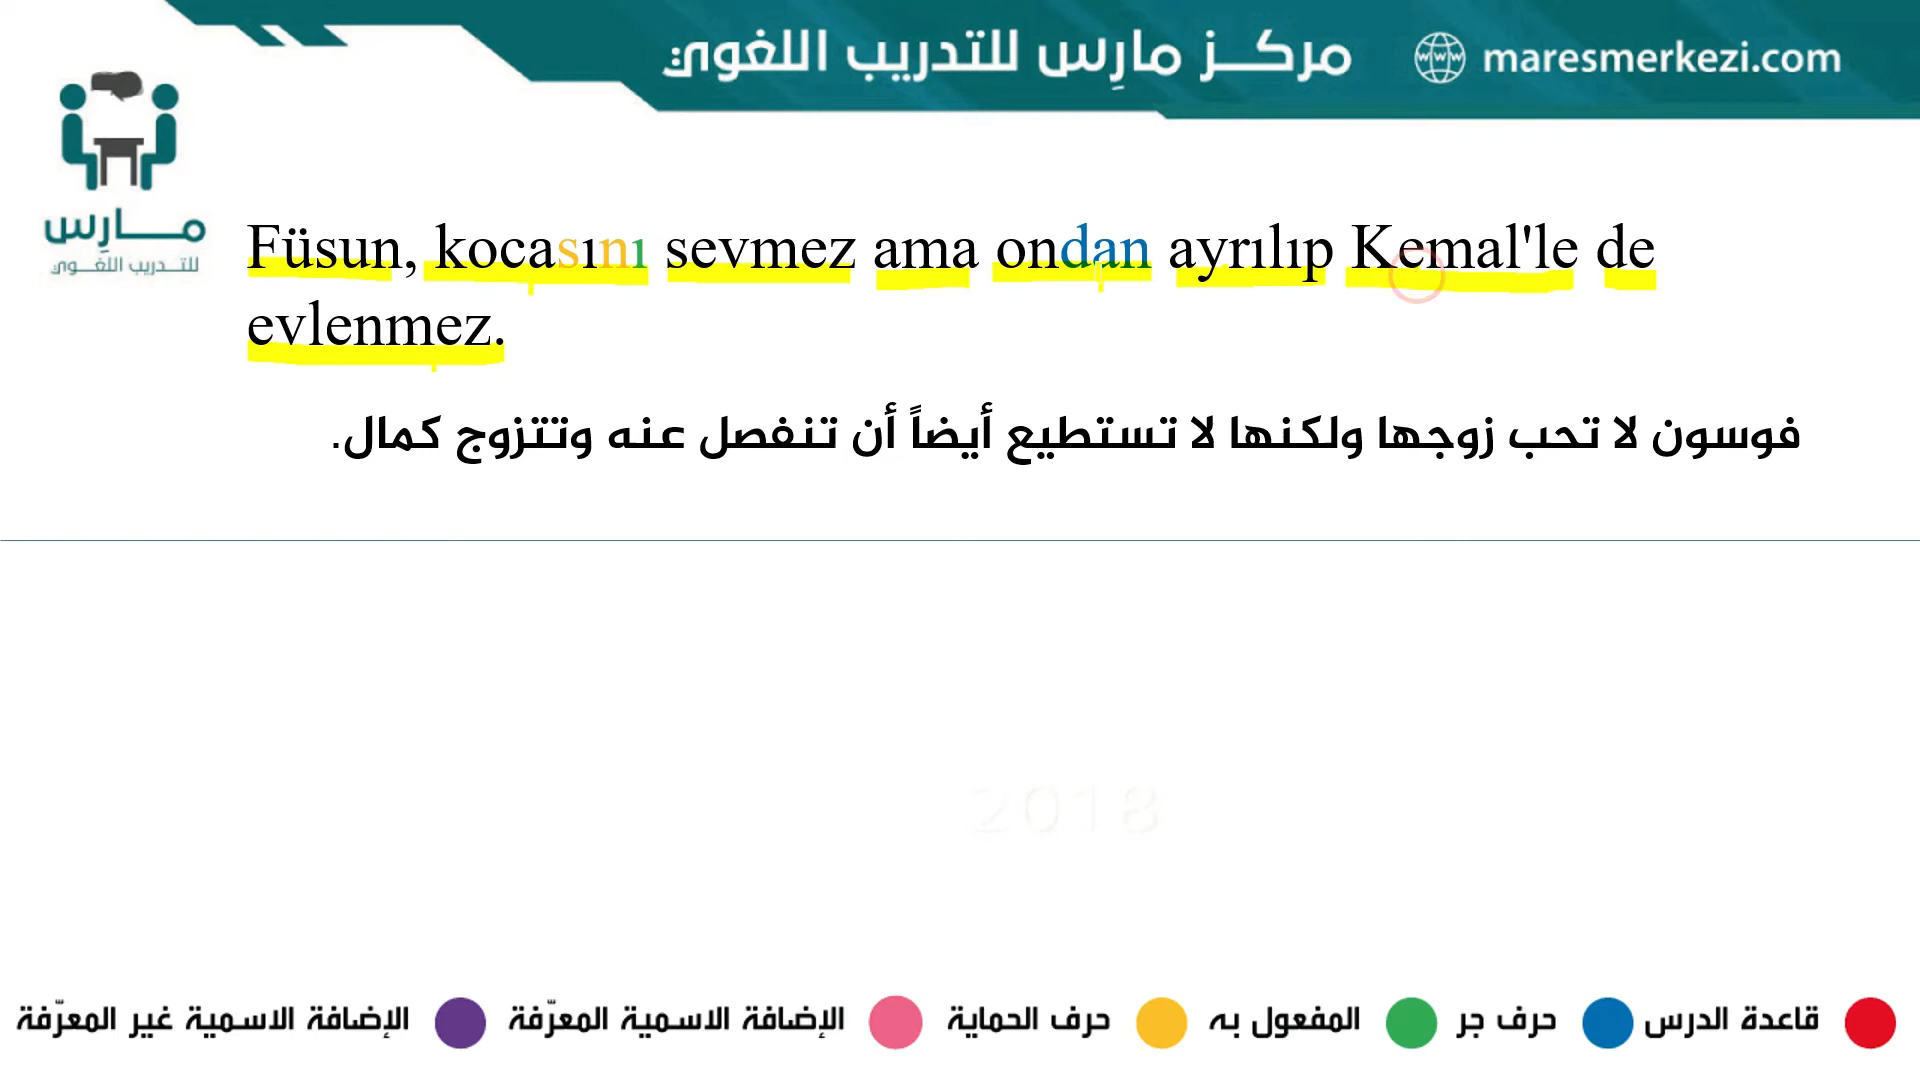 مركز مارِس للتدريب اللغوي
maresmerkezi.com
مارِس
للتدريب اللغوي
Füsun, kocasını sevmez ama ondan ayrılıp Kemal'le de
evlenmez.
فوسون لا تحب زوجها ولكنها لا تستطيع أيضاً أن تنفصل عنه وتتزوج كمال.
2018
قاعدة الدرس
حرف جر
المفعول به
حرف الحماية
الإضافة الاسمية المعرّفة
الإضافة الاسمية غير المعرّفة